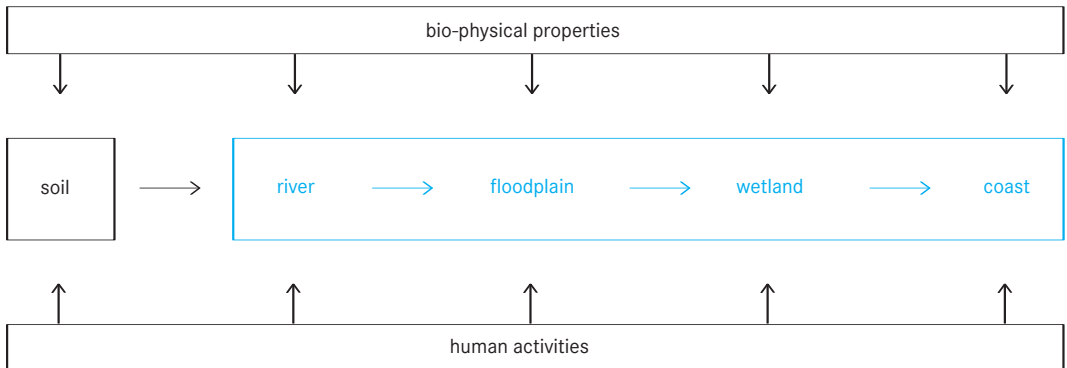 bio-physical properties
soil
river
floodplain
wetland
coast
human activities